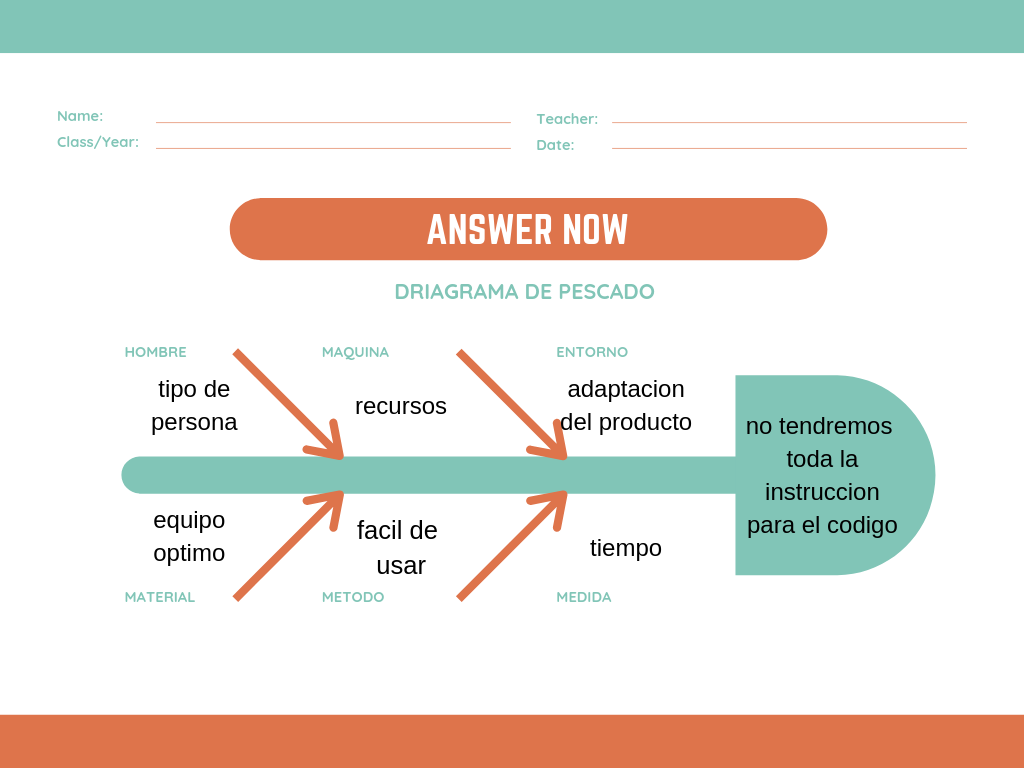 Name:
Class/Year:
Teacher:
Date:
ANSWER NOW
DRIAGRAMA DE PESCADO
HOMBRE
MAQUINA
ENTORNO
tipo de
persona
recursos
adaptacion
del producto
no tendremos
toda la
instruccion
para el codigo
equipo
optimo
facil de
usar
tiempo
MATERIAL
METODO
MEDIDA